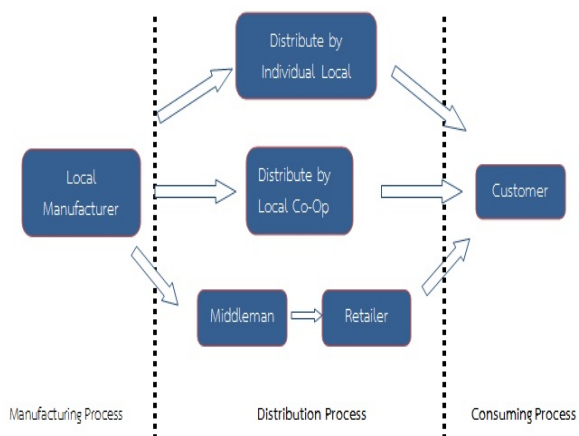 Distribute by
Individual Local
Local
Manufacturer
Distribute by
Local Co-Op
Customer
Middleman
Retailer
Manufacturing Process
Distribution Process
Consuming Process